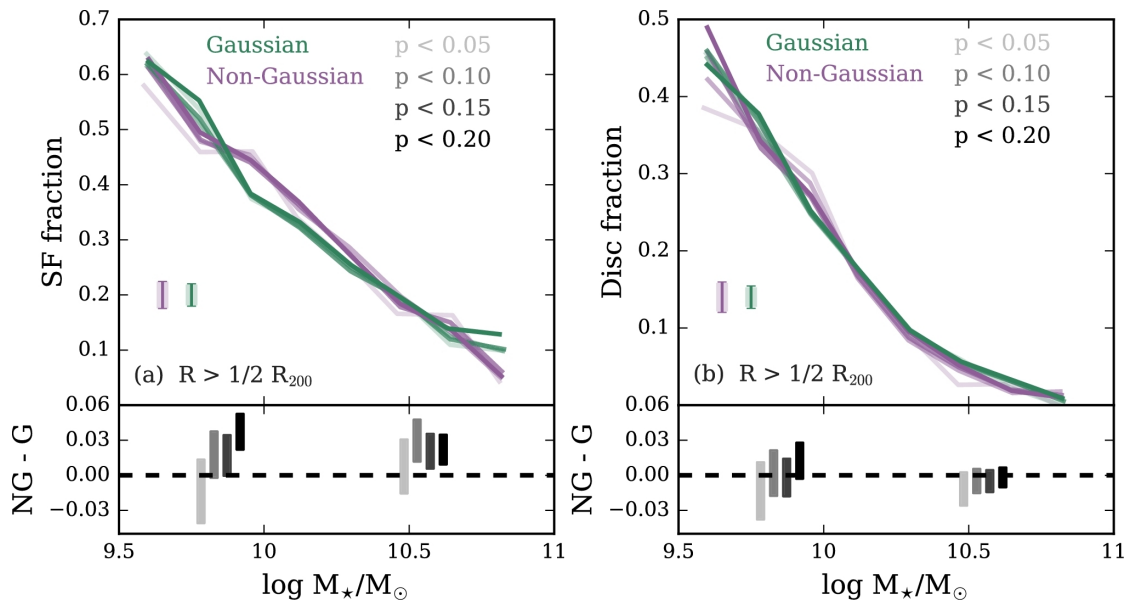 0.7
0.6
0.5
0.4
0.3
0.2
0.1
SF fraction
Gaussian
Non-Gaussian
p < 0.05
p < 0.10
p < 0.15
p < 0.20
(a) R > 1/2 R₂₀₀
0.06
0.03
0.00
−0.03
NG - G
9.5 10 10.5 11
log M⋆/M☉
0.5
0.4
0.3
0.2
0.1
Disc fraction
Gaussian
Non-Gaussian
p < 0.05
p < 0.10
p < 0.15
p < 0.20
(b) R > 1/2 R₂₀₀
0.06
0.03
0.00
−0.03
NG - G
9.5 10 10.5 11
log M⋆/M☉